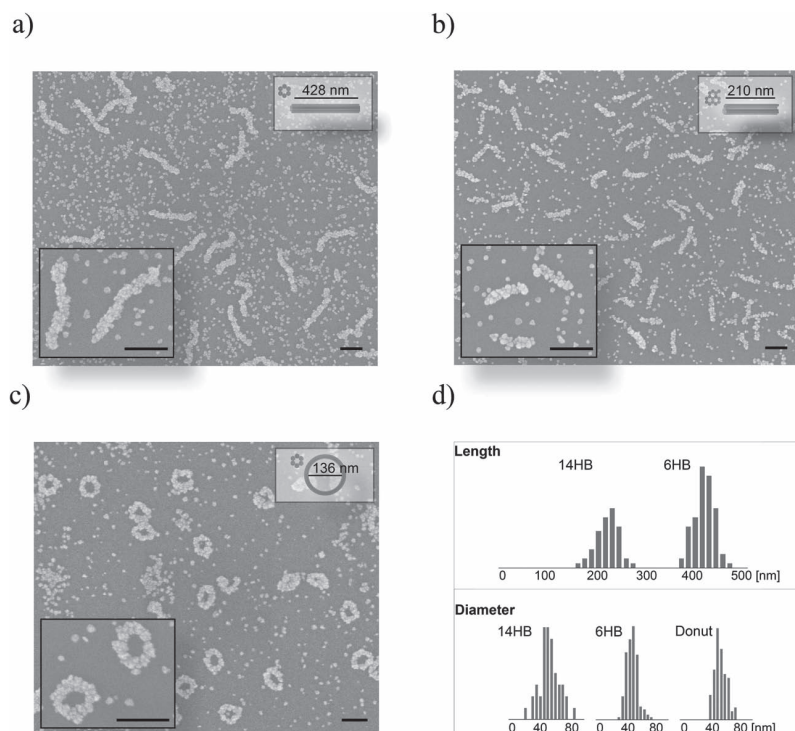 a)
b)
428 nm
210 nm
c)
d)
136 nm
Length
14HB
6HB
0 100 200 300 400 500 [nm]
Diameter
14HB
6HB
Donut
0 40 80
0 40 80
0 40 80 [nm]